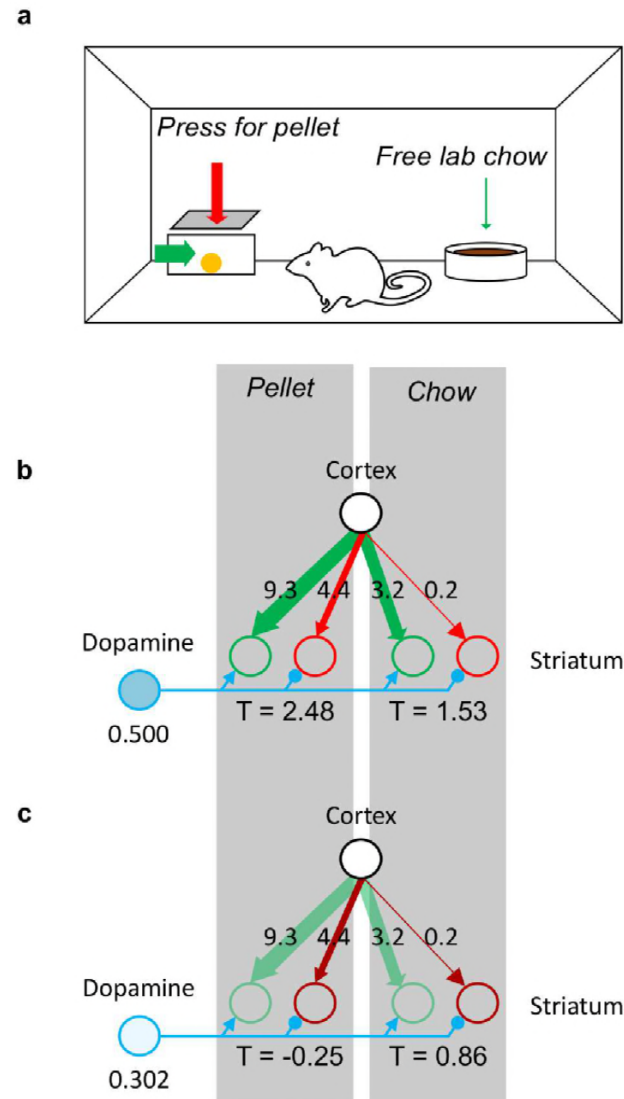 a
Press for pellet
Free lab chow
Pellet
Chow
b
Cortex
9.3 4.4 3.2 0.2
Dopamine
Striatum
0.500
T = 2.48
T = 1.53
c
Cortex
9.3 4.4 3.2 0.2
Dopamine
Striatum
0.302
T = -0.25
T = 0.86